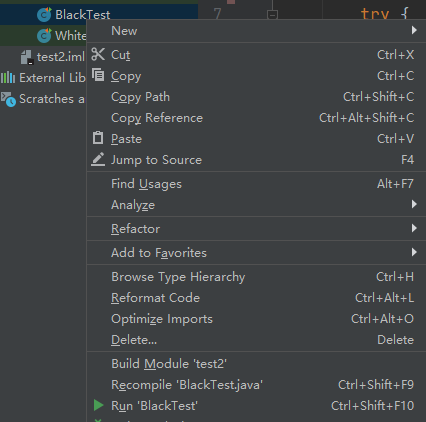 BlackTest
7 try {
White
test2.iml
External Lib
Scratches a
New
Cut Ctrl+X
Copy Ctrl+C
Copy Path Ctrl+Shift+C
Copy Reference Ctrl+Alt+Shift+C
Paste Ctrl+V
Jump to Source F4
Find Usages Alt+F7
Analyze
Refactor
Add to Favorites
Browse Type Hierarchy Ctrl+H
Reformat Code Ctrl+Alt+L
Optimize Imports Ctrl+Alt+O
Delete... Delete
Build Module 'test2'
Recompile 'BlackTest.java' Ctrl+Shift+F9
Run 'BlackTest' Ctrl+Shift+F10